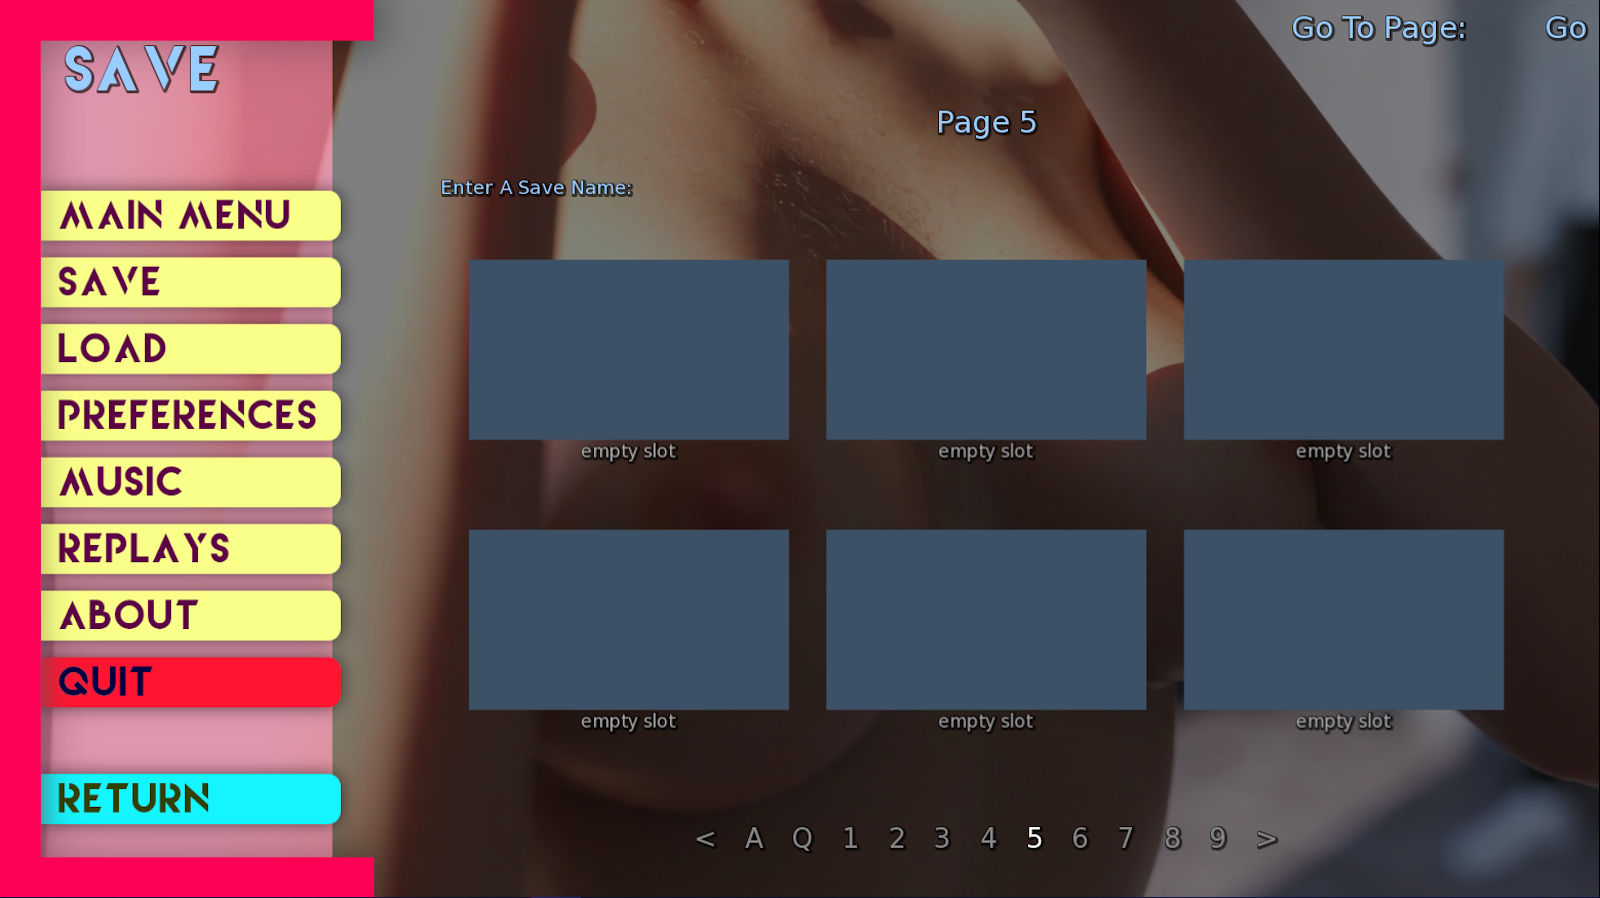 SAVE
MAIN MENU
SAVE
LOAD
PREFERENCES
MUSIC
REPLAYS
ABOUT
QUIT
RETURN
Go To Page: Go
Page 5
Enter A Save Name:
empty slot empty slot empty slot
empty slot empty slot empty slot
< A Q 1 2 3 4 5 6 7 8 9 >